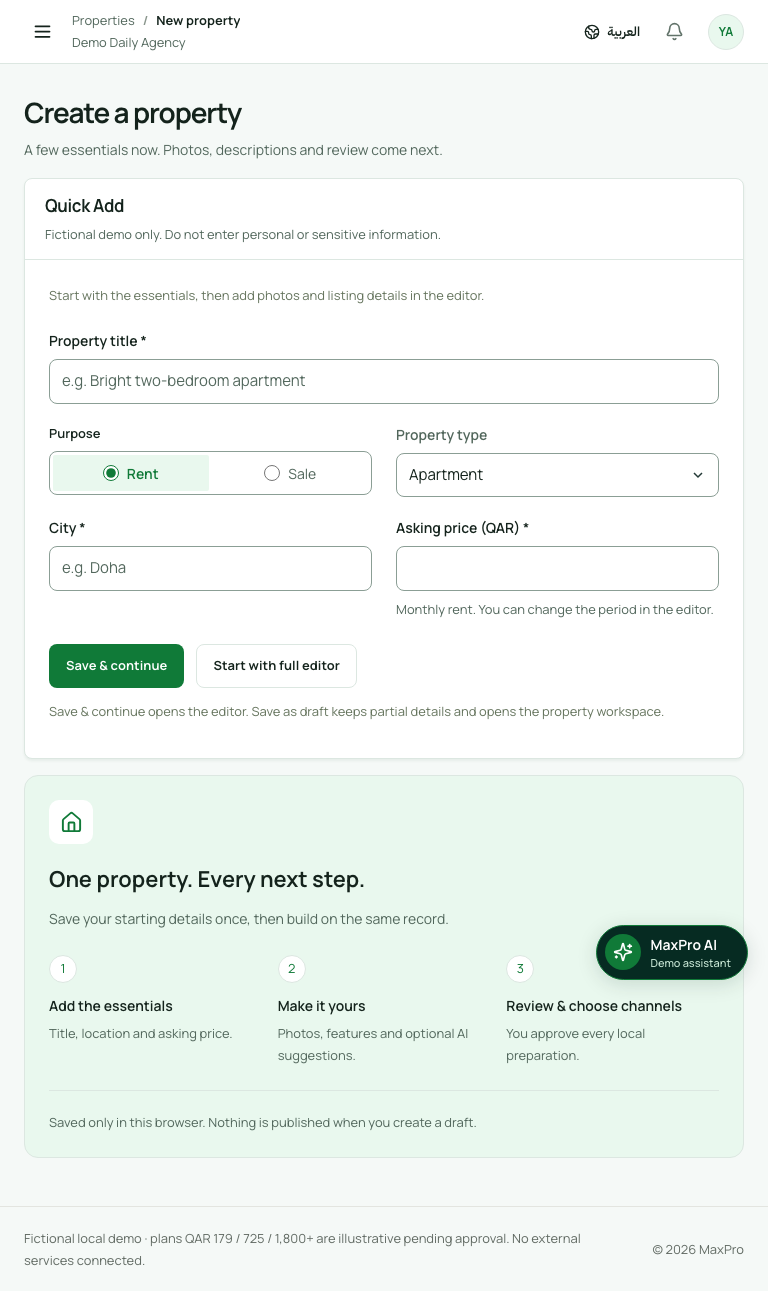 Properties / New property
Demo Daily Agency
العربية
YA
Create a property
A few essentials now. Photos, descriptions and review come next.
Quick Add
Fictional demo only. Do not enter personal or sensitive information.
Start with the essentials, then add photos and listing details in the editor.
Property title *
e.g. Bright two-bedroom apartment
Purpose
Rent
Sale
Property type
Apartment
City *
e.g. Doha
Asking price (QAR) *
Monthly rent. You can change the period in the editor.
Save & continue
Start with full editor
Save & continue opens the editor. Save as draft keeps partial details and opens the property workspace.
One property. Every next step.
Save your starting details once, then build on the same record.
MaxPro AI
Demo assistant
1
Add the essentials
Title, location and asking price.
2
Make it yours
Photos, features and optional AI
suggestions.
3
Review & choose channels
You approve every local
preparation.
Saved only in this browser. Nothing is published when you create a draft.
Fictional local demo · plans QAR 179 / 725 / 1,800+ are illustrative pending approval. No external
services connected.
© 2026 MaxPro